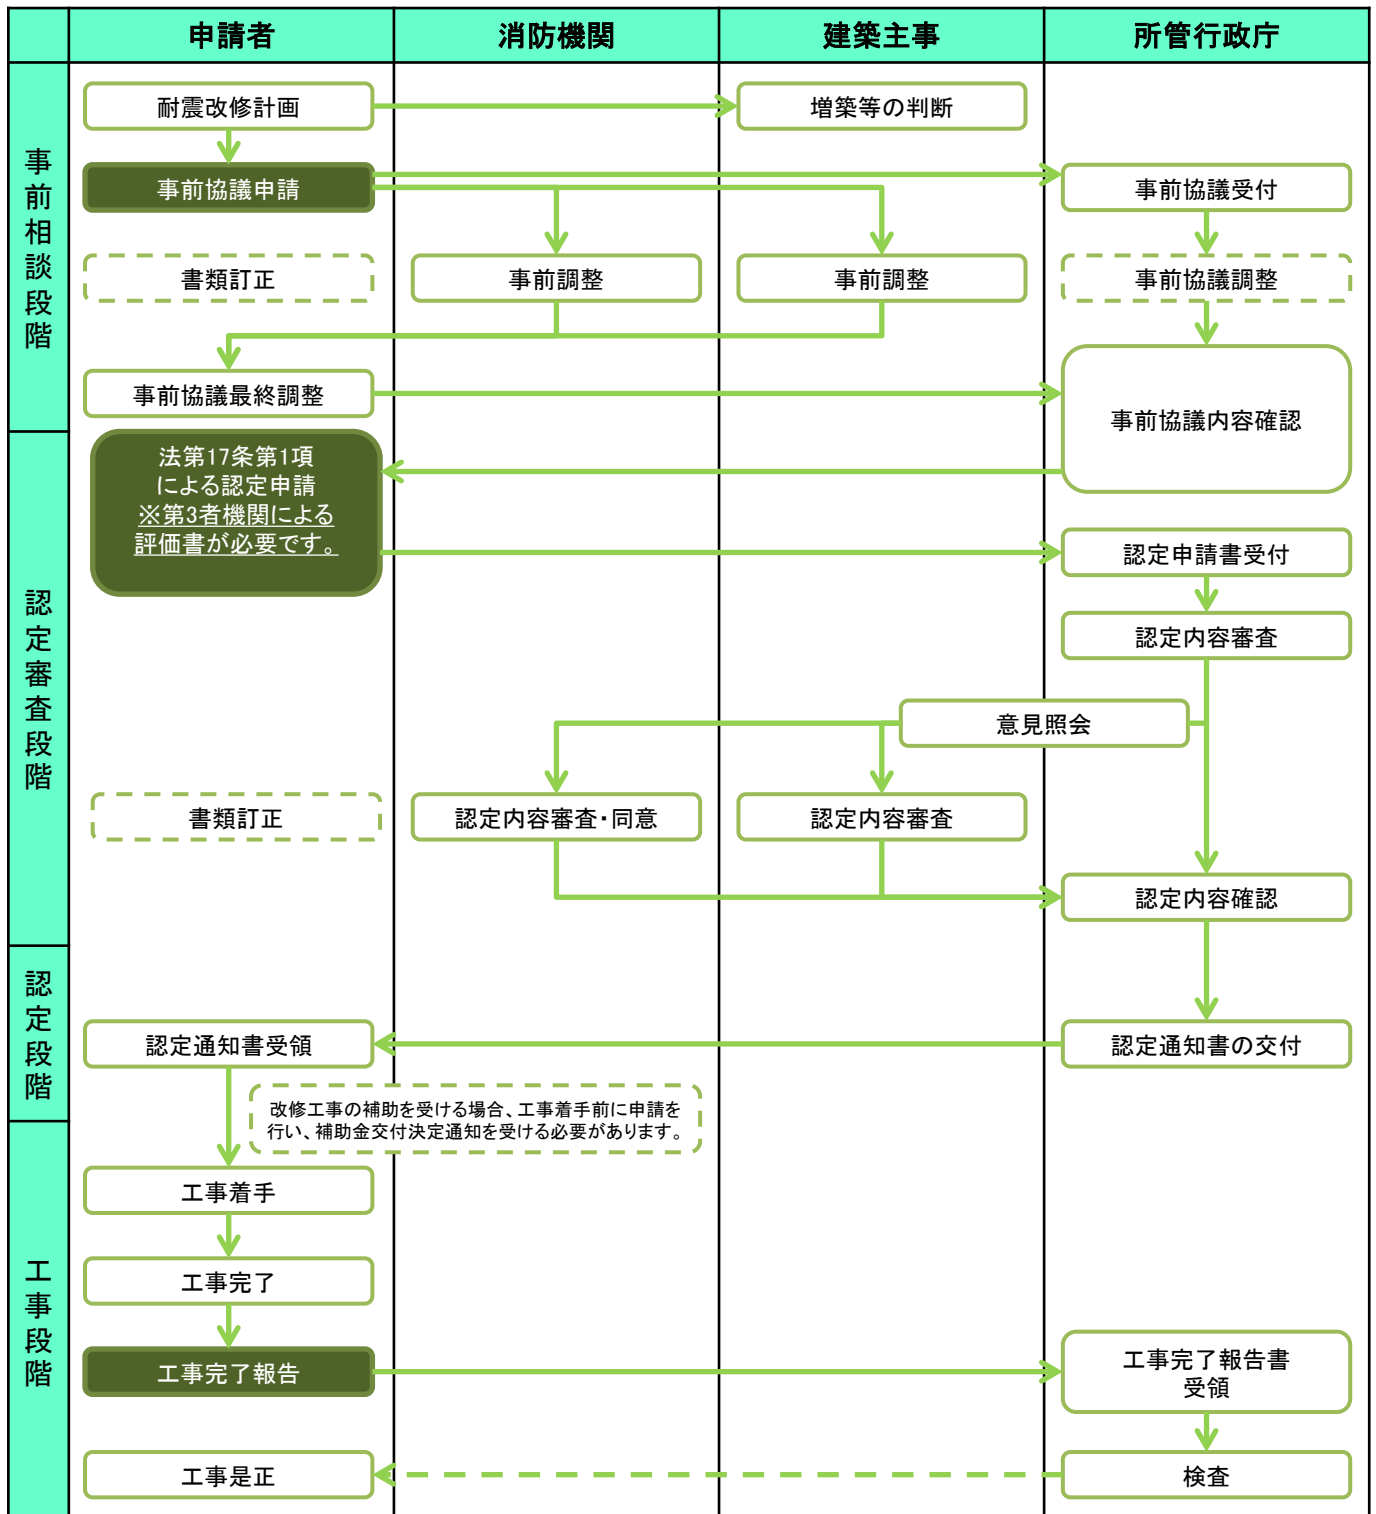 申請者
消防機関
建築主事
所管行政庁
事前相談段階
耐震改修計画
増築等の判断
事前協議申請
事前協議受付
書類訂正
事前調整
事前調整
事前協議調整
事前協議最終調整
事前協議内容確認
認定審査段階
法第17条第1項
による認定申請
※第3者機関による
評価書が必要です。
認定申請書受付
認定内容審査
意見照会
書類訂正
認定内容審査・同意
認定内容審査
認定内容確認
認定段階
認定通知書受領
認定通知書の交付
改修工事の補助を受ける場合、工事着手前に申請を
行い、補助金交付決定通知を受ける必要があります。
工事段階
工事着手
工事完了
工事完了報告
工事完了報告書
受領
工事是正
検査